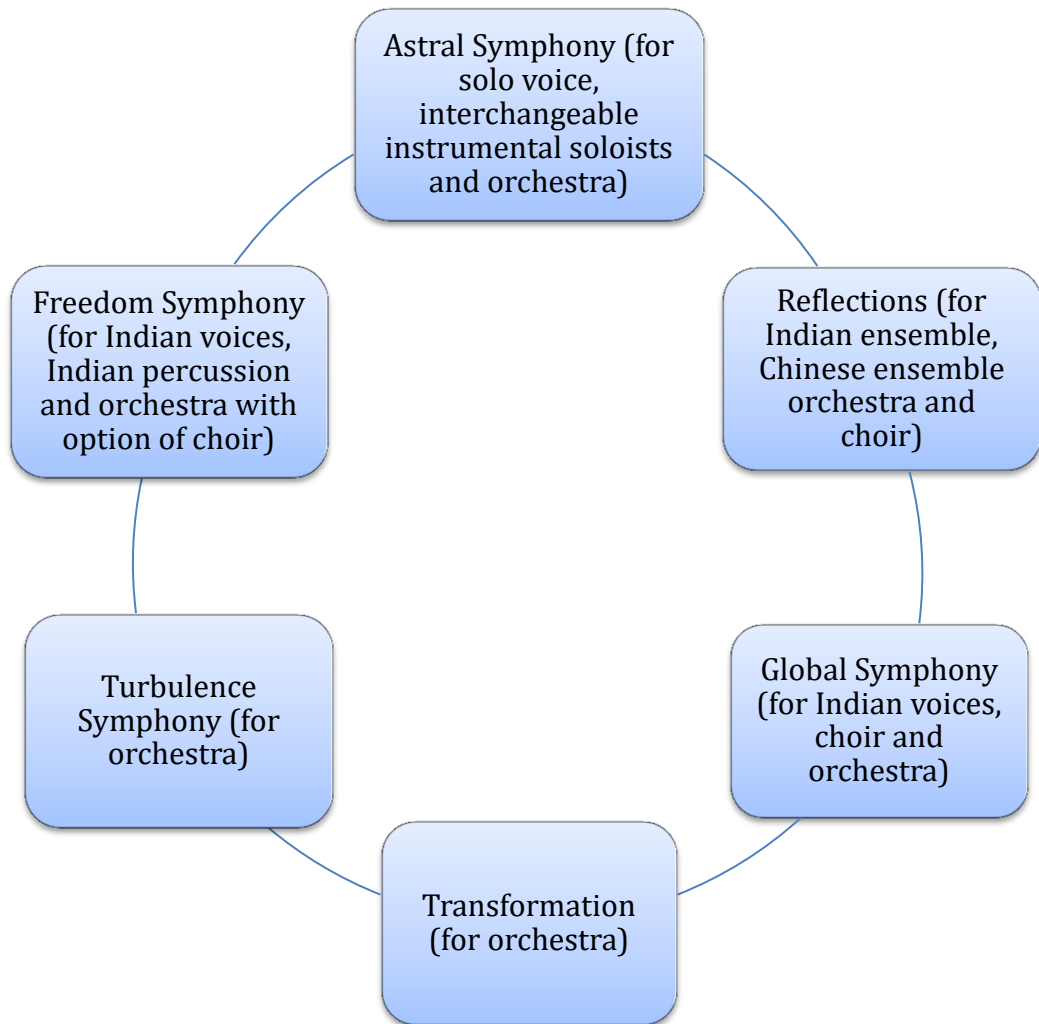 Astral Symphony (for
solo voice,
interchangeable
instrumental soloists
and orchestra)
Reflections (for
Indian ensemble,
Chinese ensemble
orchestra and
choir)
Global Symphony
(for Indian voices,
choir and
orchestra)
Transformation
(for orchestra)
Turbulence
Symphony (for
orchestra)
Freedom Symphony
(for Indian voices,
Indian percussion
and orchestra with
option of choir)